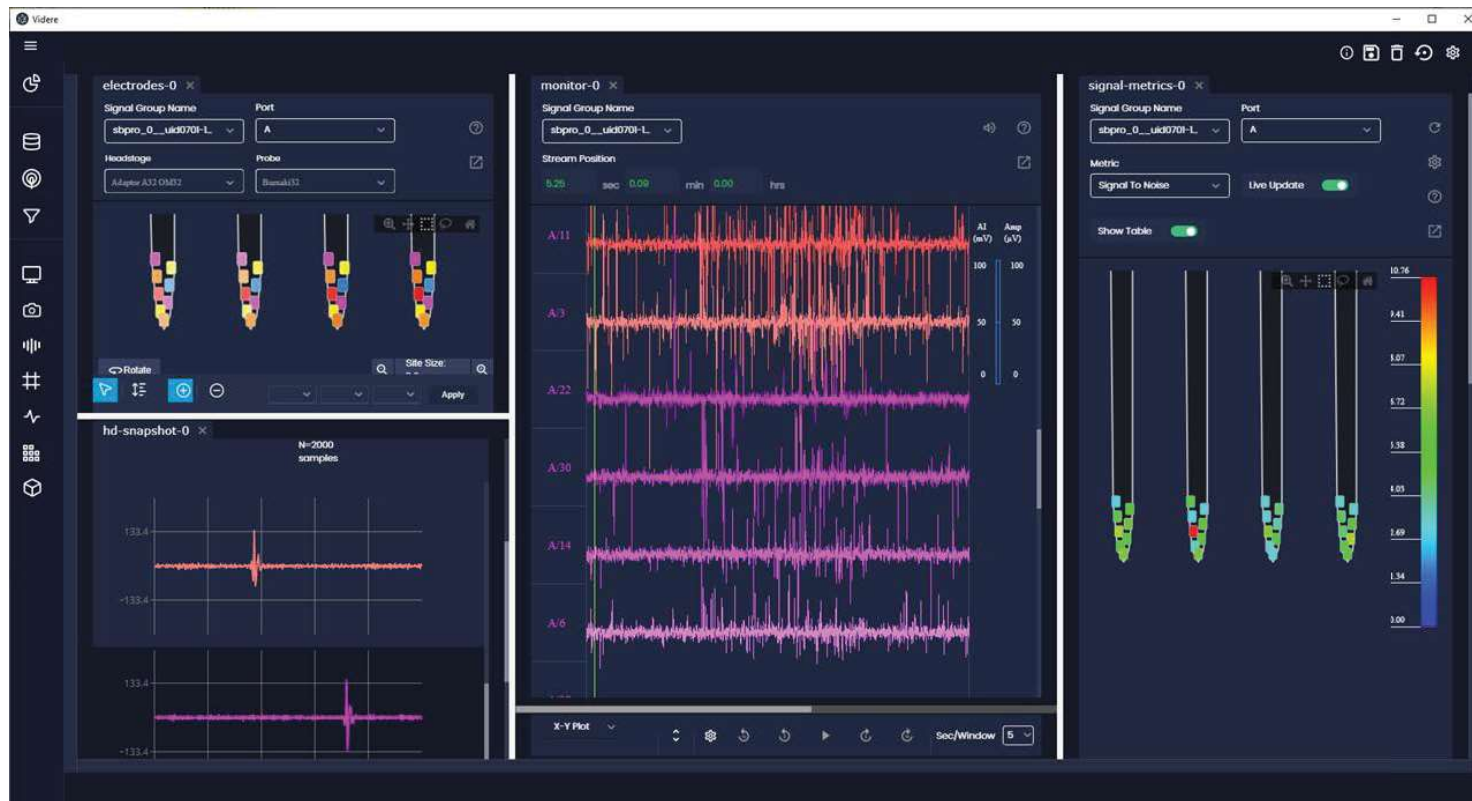 Videre
electrodes-0 ×
Signal Group Name Port
sbpro_0__uid0701-1.. A
Headstage Probe
Adaptor A32 OM32 Buzsaki32
Rotate
Site Size:
Apply
hd-snapshot-0 ×
N=2000
samples
133.4
-133.4
133.4
-133.4
monitor-0 ×
Signal Group Name
sbpro_0__uid0701-1..
Stream Position
5.25 sec 0.09 min 0.00 hrs
AI Amp
(mV) (µV)
100 100
50 50
0 0
A/11
A/3
A/22
A/30
A/14
A/6
X-Y Plot
Sec/Window 5
signal-metrics-0 ×
Signal Group Name Port
sbpro_0__uid0701-1.. A
Metric
Signal To Noise Live Update
Show Table
10.76
9.41
8.07
6.72
5.38
4.03
2.69
1.34
0.00